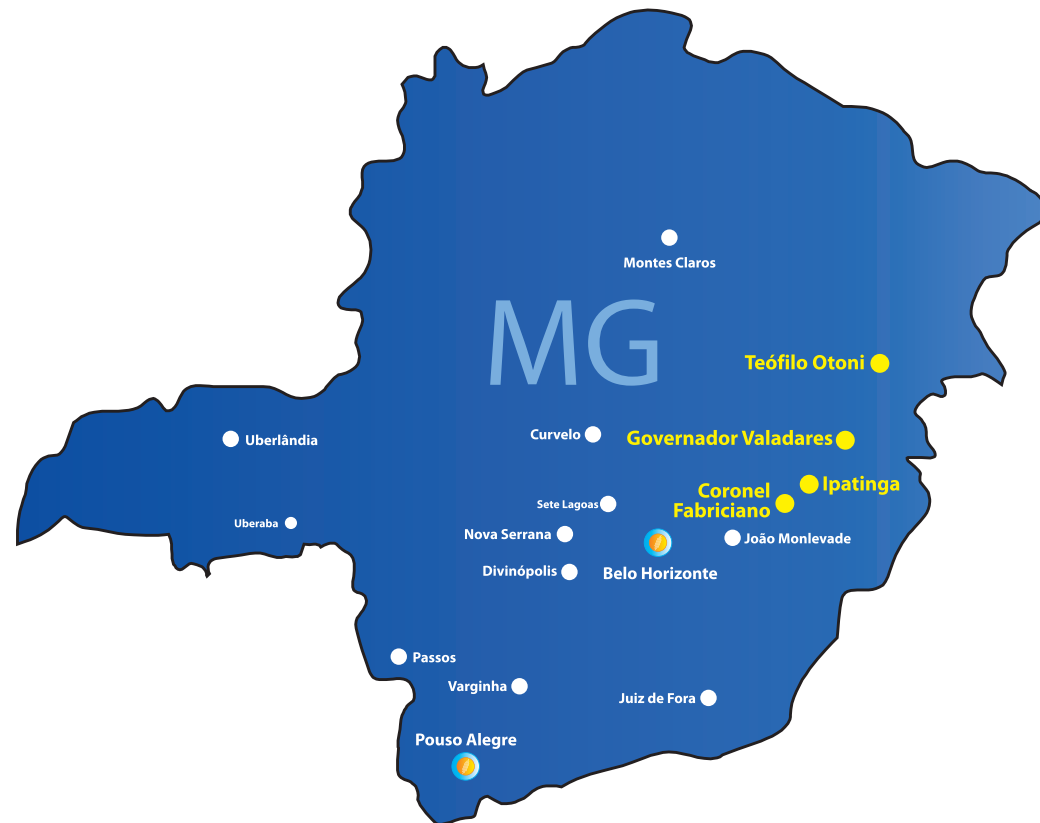 Montes Claros
MG
Teófilo Otoni
Uberlândia
Curvelo
Governador Valadares
Ipatinga
Coronel
Fabriciano
Sete Lagoas
Uberaba
Nova Serrana
João Monlevade
Divinópolis
Belo Horizonte
Passos
Varginha
Juiz de Fora
Pouso Alegre